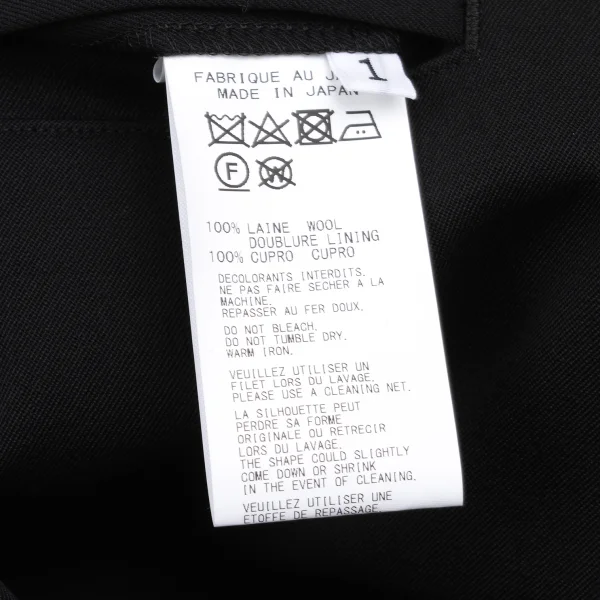 FABRIQUE AU J
1
MADE IN JAPAN
F
W
100% LAINE WOOL
DOUBLURE LINING
100% CUPRO CUPRO
DECOLORANTS INTERDITS.
NE PAS FAIRE SECHER A LA
MACHINE.
REPASSER AU FER DOUX.
DO NOT BLEACH.
DO NOT TUMBLE DRY.
WARM IRON.
VEUILLEZ UTILISER UN
FILET LORS DU LAVAGE.
PLEASE USE A CLEANING NET.
LA SILHOUETTE PEUT
PERDRE SA FORME
ORIGINALE OU RETRECIR
LORS DU LAVAGE.
THE SHAPE COULD SLIGHTLY
COME DOWN OR SHRINK
IN THE EVENT OF CLEANING.
VEUILLEZ UTILISER UNE
ETOFFE DE REPASSAGE.